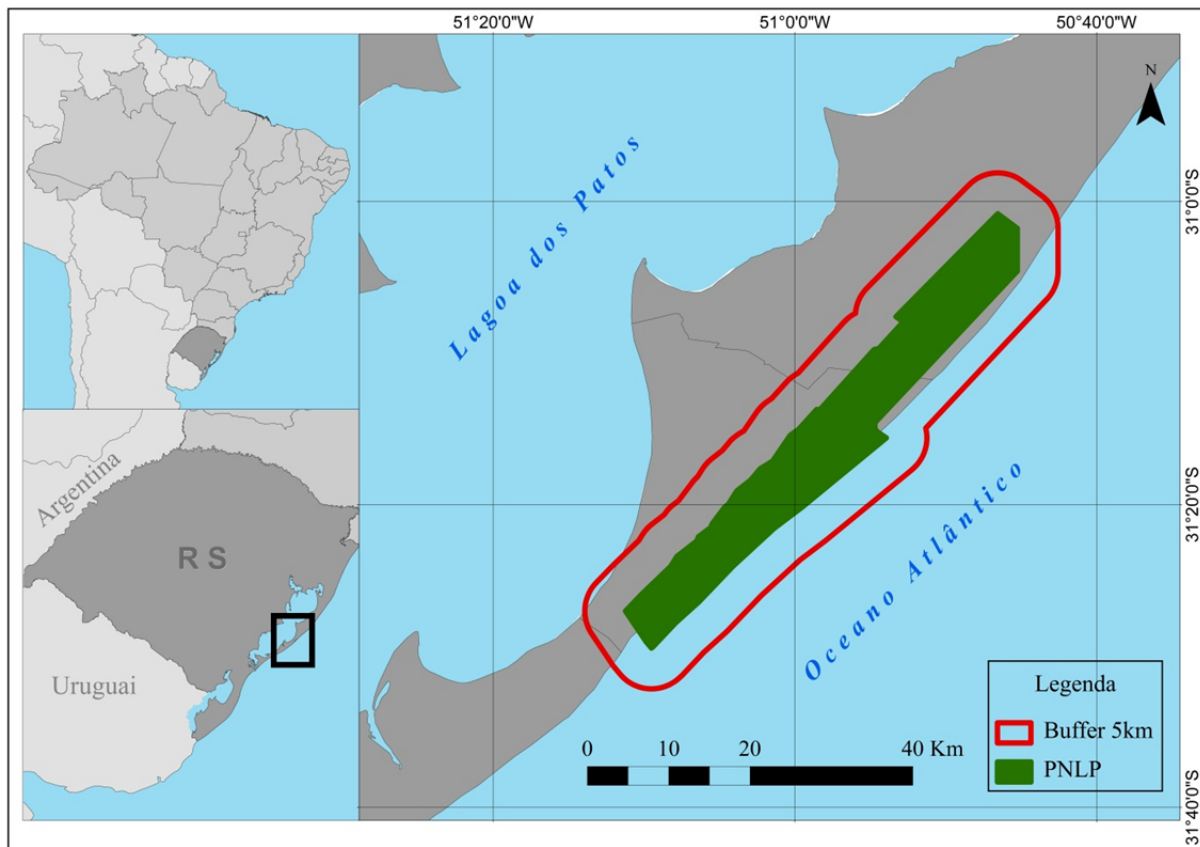 51°20'0"W
51°0'0"W
50°40'0"W
N
Lagoa dos Patos
31°0'0"S
Argentina
31°20'0"S
R S
Oceano Atlântico
Uruguai
Legenda
Buffer 5km
PNLP
0
10
20
40 Km
31°40'0"S